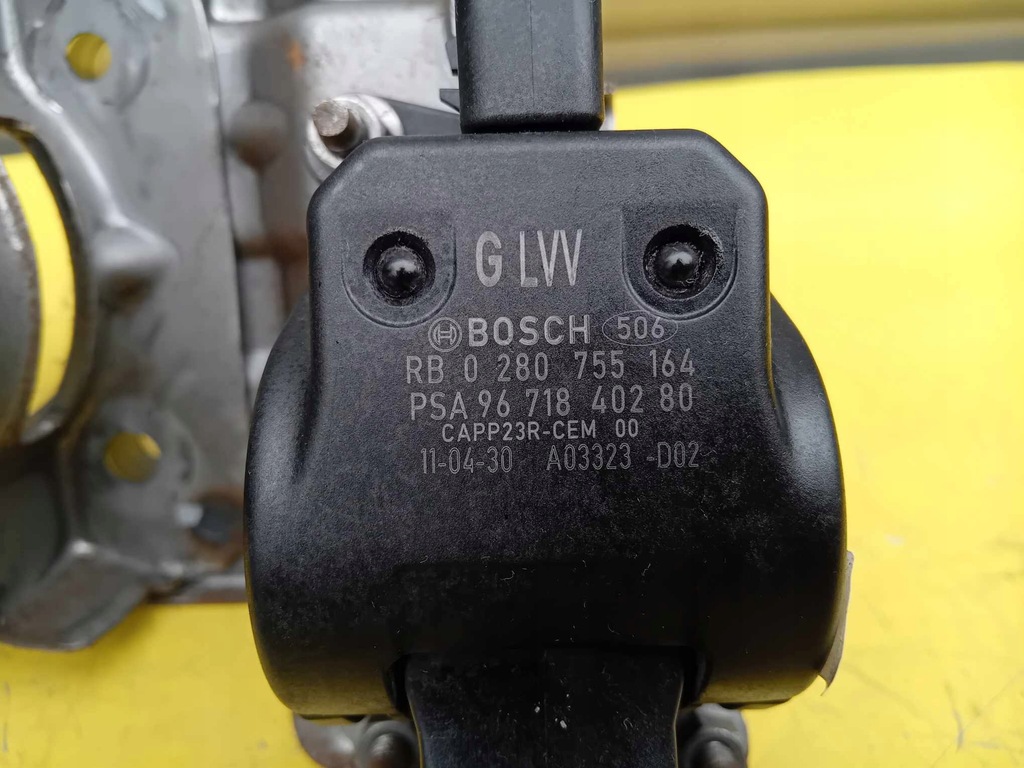 G LVV
BOSCH 506
RB 0 280 755 164
PSA 96 718 402 80
CAPP23R-CEM 00
11-04-30 A03323 -D02